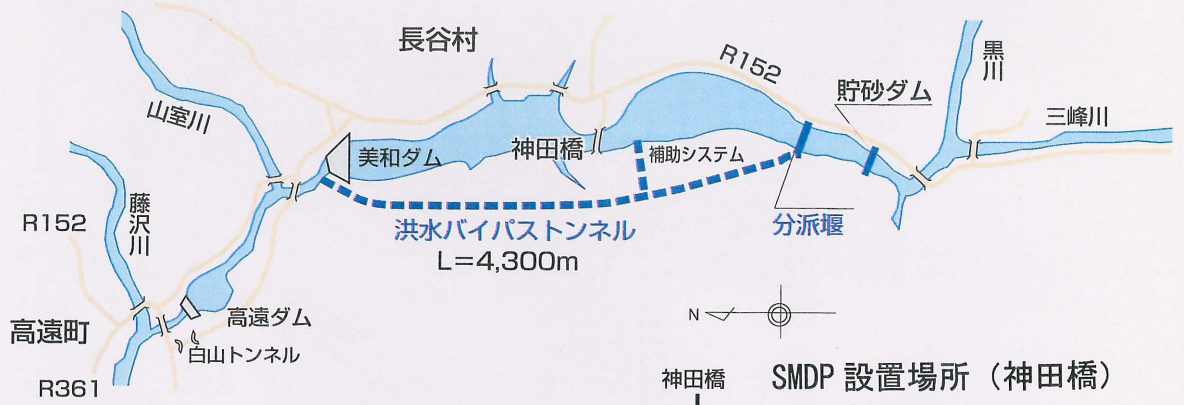 長谷村
R152
黒川
貯砂ダム
三峰川
山室川
美和ダム
神田橋
補助システム
藤沢川
R152
洪水バイパストンネル
L=4,300m
分派堰
高遠ダム
高遠町
白山トンネル
N
R361
神田橋
SMDP 設置場所（神田橋）